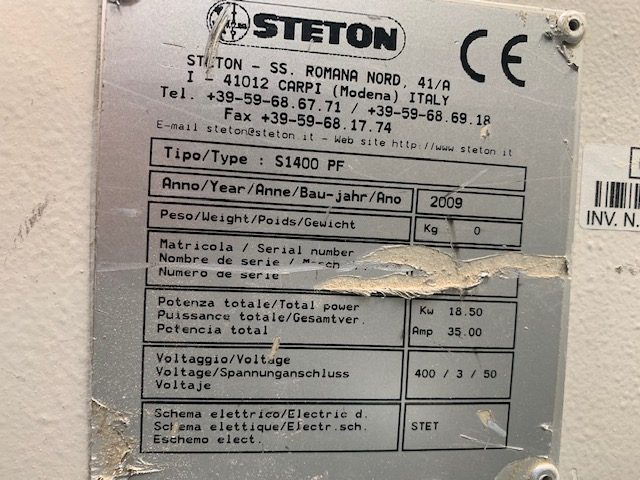 STETON
CE
STETON - SS. ROMANA NORD, 41/A
I - 41012 CARPI (Modena) ITALY
Tel. +39-59-68.67.71 / +39-59-68.69.18
Fax +39-59-68.17.74
E-mail steton@steton it - Web site http://www steton.it
Tipo/Type : S1400 PF
Anno/Year/Anne/Bau-jahr/Ano 2009
Peso/Weight/Poids/Gewicht Kg 0
Matricola / Serial number
Nombre de serie /
Numero de serie
Potenza totale/Total power Kw 18.50
Puissance totale/Gesamtver.
Potencia total Amp 35.00
Voltaggio/Voltage
Voltage/Spannunganschluss 400 / 3 / 50
Voltaje
Schema elettrico/Electric d.
Schema elettique/Electr.sch. STET
Eschemo elect.
INV. N.